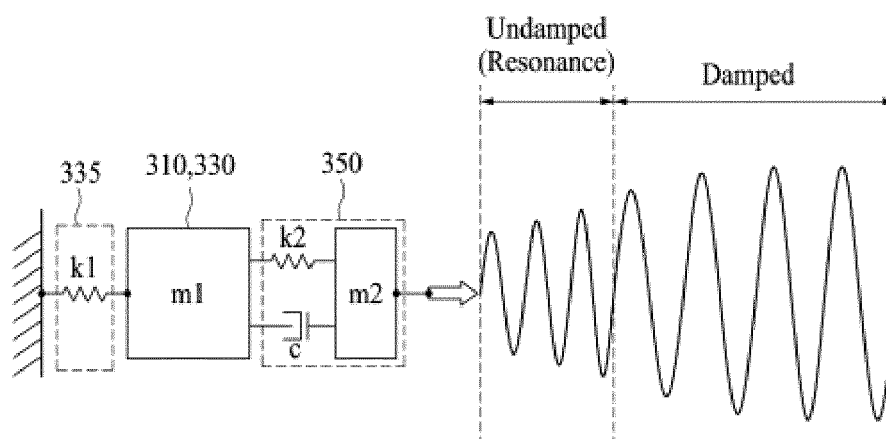 Undamped
(Resonance)
Damped
335
310,330
350
k1
m1
k2
c
m2